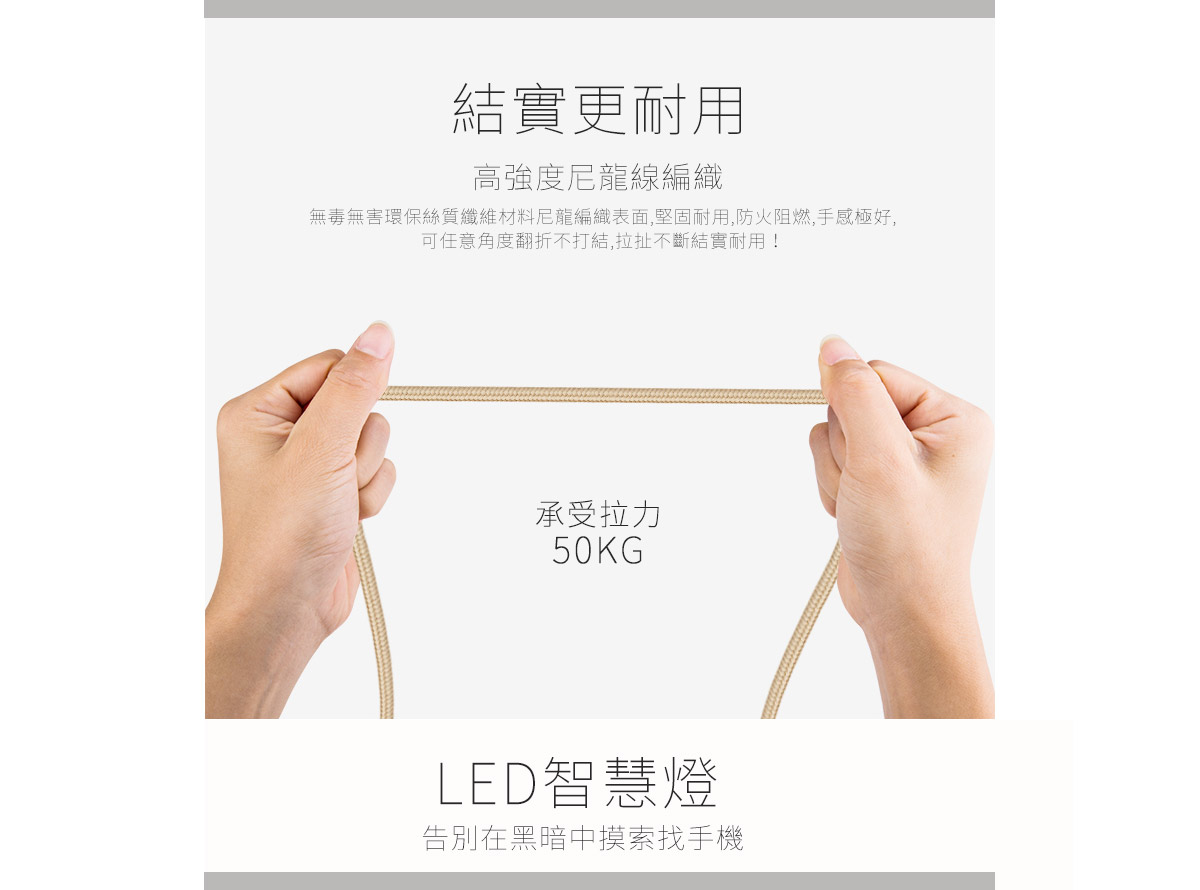 結實更耐用
高強度尼龍線編織
無毒無害環保絲質纖維材料尼龍編織表面,堅固耐用,防火阻燃,手感極好,
可任意角度翻折不打結,拉扯不斷結實耐用！
承受拉力
50KG
LED智慧燈
告別在黑暗中摸索找手機